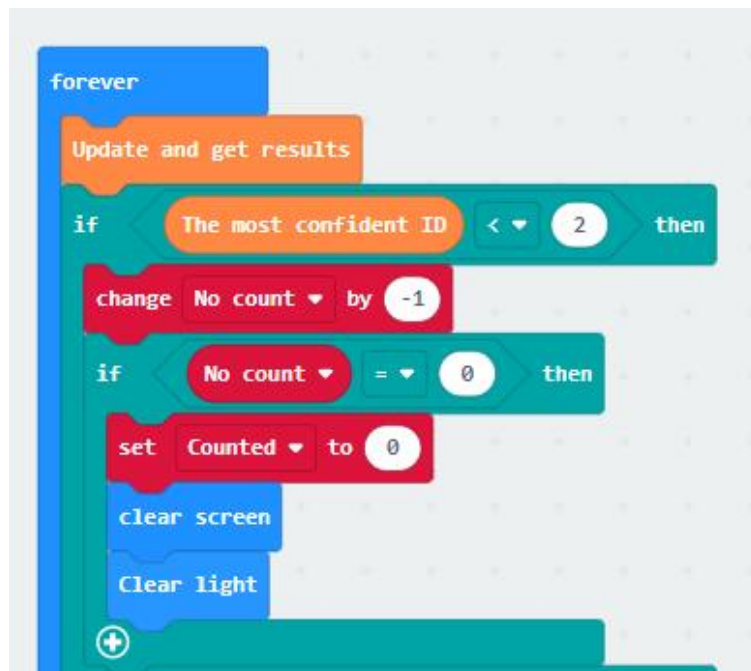 forever
Update and get results
if The most confident ID < 2 then
change No count by -1
if No count = 0 then
set Counted to 0
clear screen
Clear light